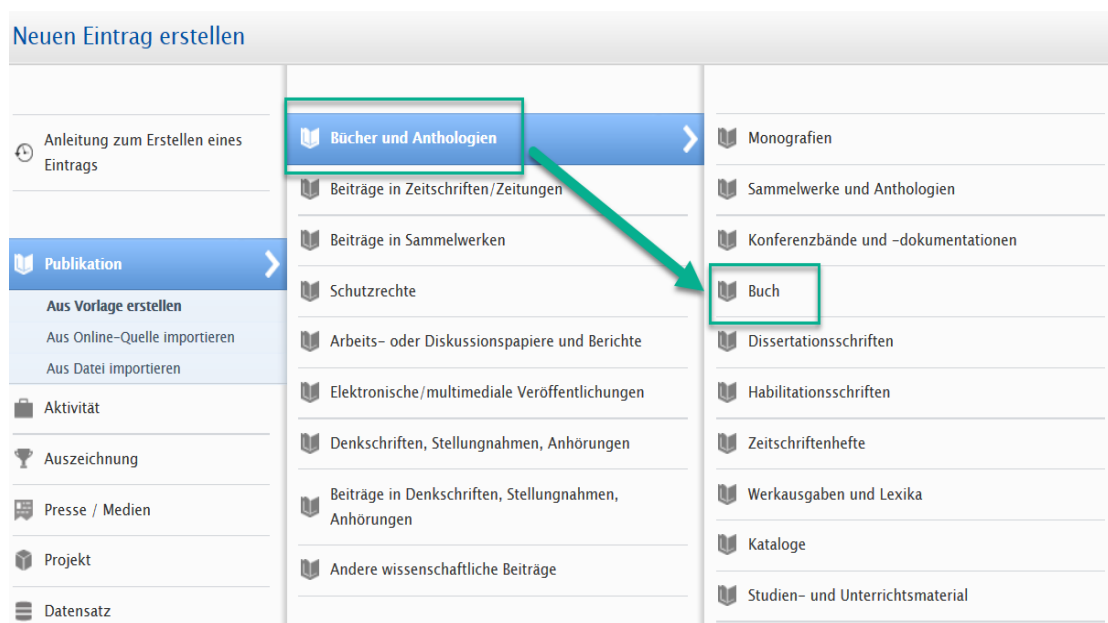 Neuen Eintrag erstellen
Anleitung zum Erstellen eines
Eintrags
Publikation
Aus Vorlage erstellen
Aus Online-Quelle importieren
Aus Datei importieren
Aktivität
Auszeichnung
Presse / Medien
Projekt
Datensatz
Bücher und Anthologien
Beiträge in Zeitschriften/Zeitungen
Beiträge in Sammelwerken
Schutzrechte
Arbeits- oder Diskussionspapiere und Berichte
Elektronische/multimediale Veröffentlichungen
Denkschriften, Stellungnahmen, Anhörungen
Beiträge in Denkschriften, Stellungnahmen,
Anhörungen
Andere wissenschaftliche Beiträge
Monografien
Sammelwerke und Anthologien
Konferenzbände und -dokumentationen
Buch
Dissertationsschriften
Habilitationsschriften
Zeitschriftenhefte
Werkausgaben und Lexika
Kataloge
Studien- und Unterrichtsmaterial